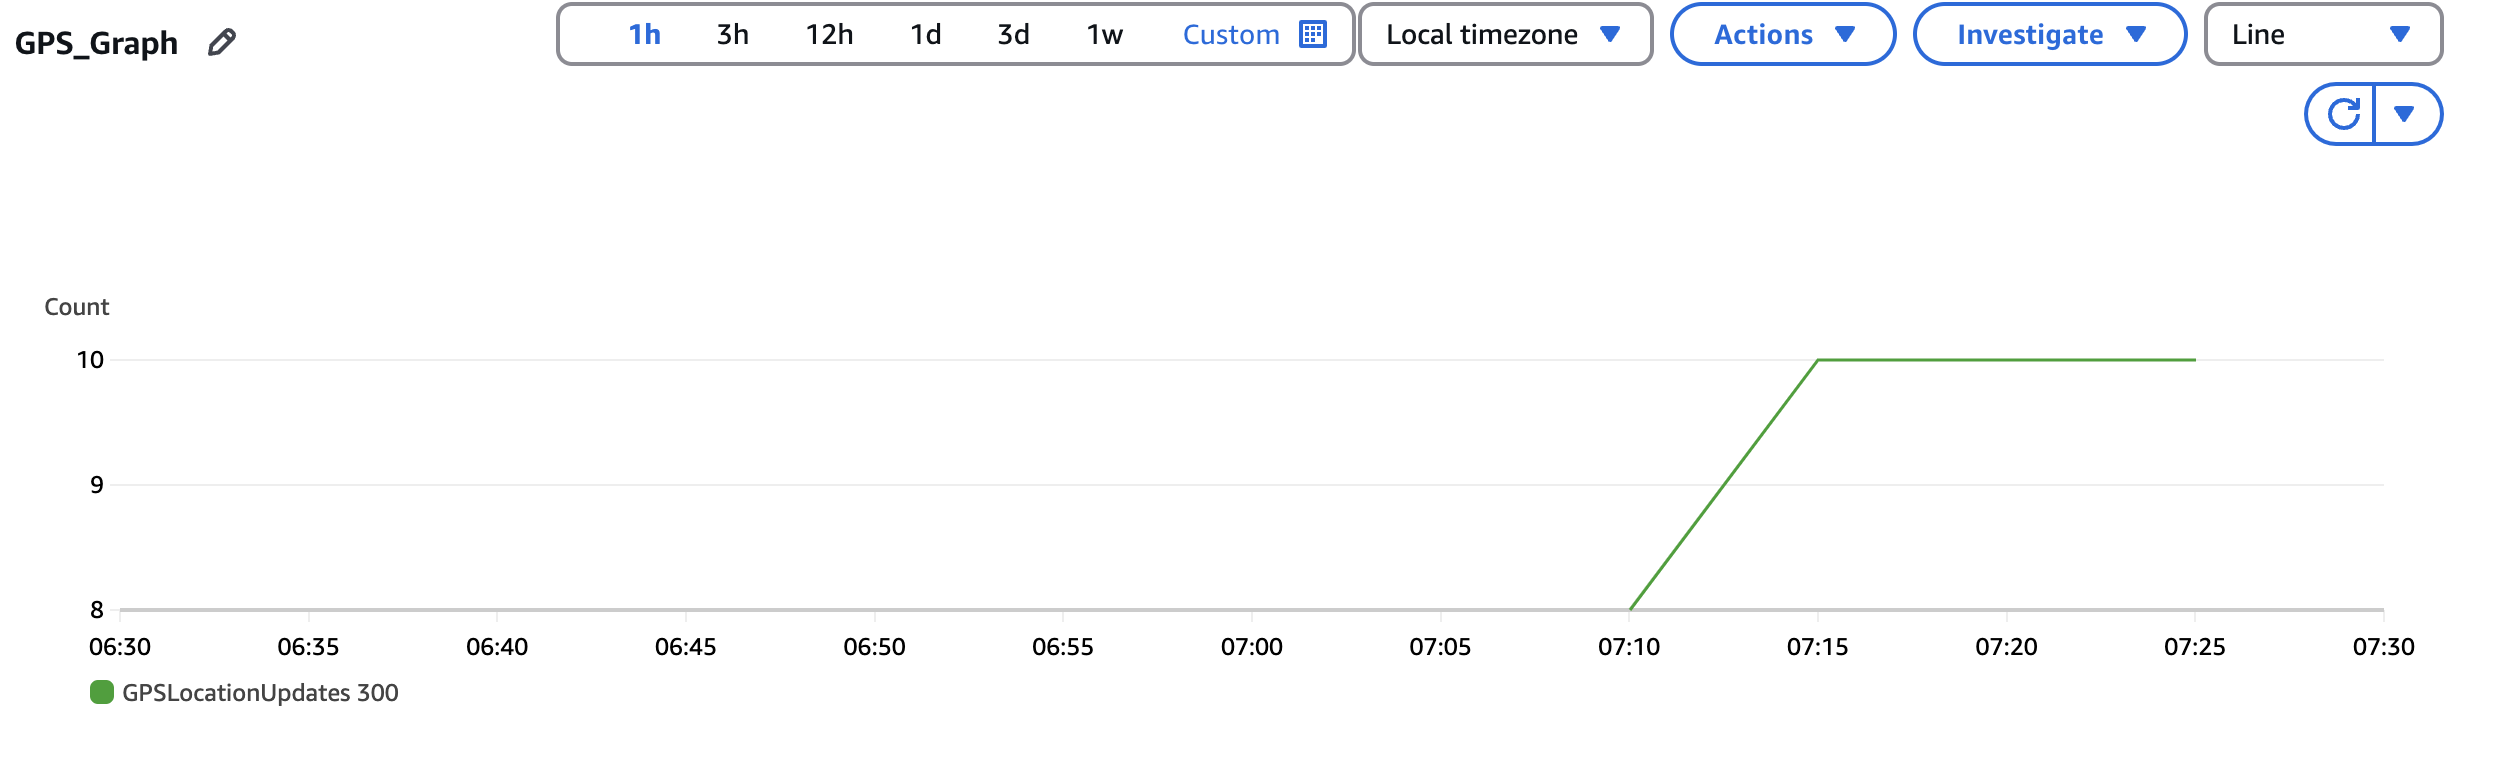 GPS_Graph
1h 3h 12h 1d 3d 1w Custom
Local timezone
Actions
Investigate
Line
Count
10
9
8
06:30 06:35 06:40 06:45 06:50 06:55 07:00 07:05 07:10 07:15 07:20 07:25 07:30
GPSLocationUpdates 300